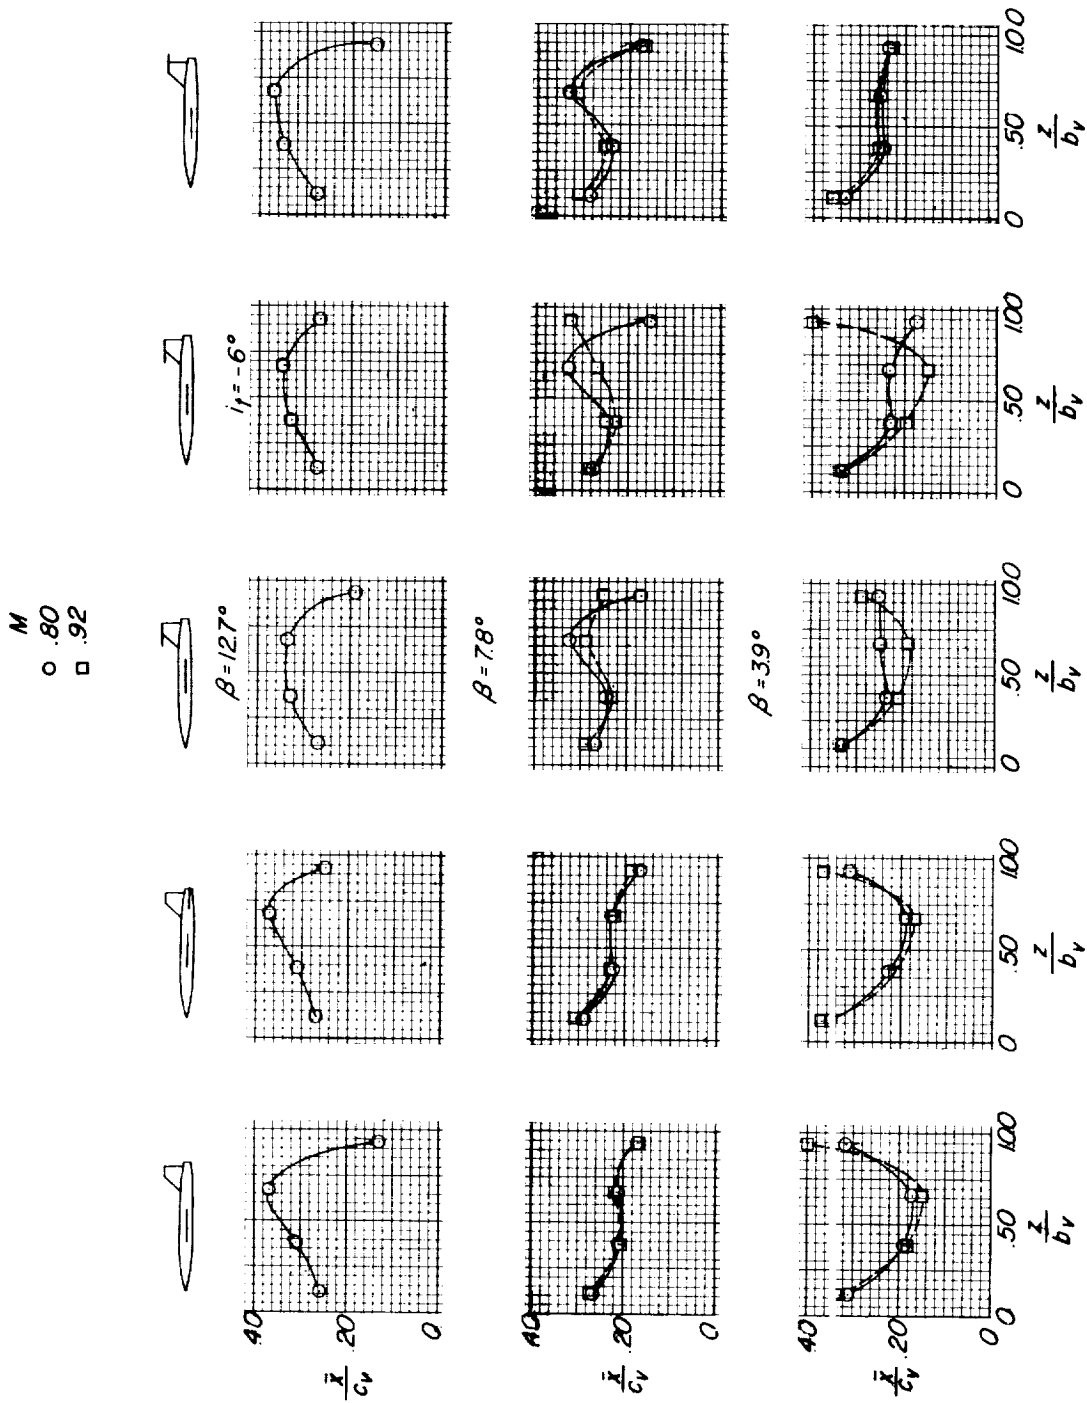 M
○ .80
□ .92
β = 12.7°
i_t = -6°
.40
.20
0
x̄/c_v
β = 7.8°
.40
.20
0
x̄/c_v
β = 3.9°
.40
.20
0
x̄/c_v
0 .50 1.00 0 .50 1.00 0 .50 1.00 0 .50 1.00 0 .50 1.00
z/b_v z/b_v z/b_v z/b_v z/b_v